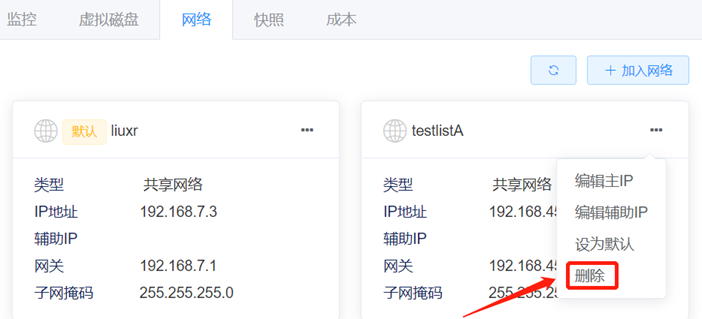 监控 虚拟磁盘 网络 快照 成本
加入网络
默认 liuxr
testlistA
类型 共享网络
IP地址 192.168.7.3
辅助IP
网关 192.168.7.1
子网掩码 255.255.255.0
类型 共享网络
IP地址 192.168.45
辅助IP
网关 192.168.45
子网掩码 255.255.25
编辑主IP
编辑辅助IP
设为默认
删除